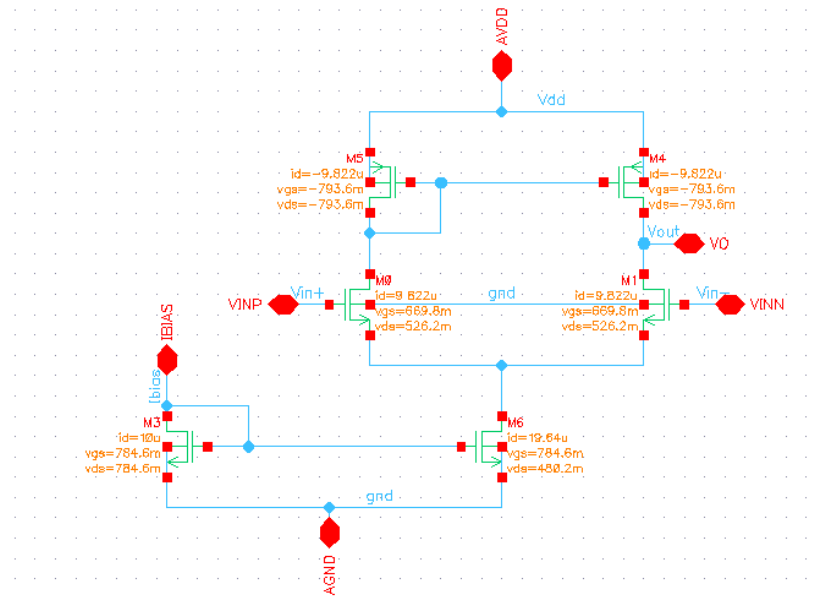 AVDD
Vdd
M5
id=-9.822u
vgs=-793.6m
vds=-793.6m
M4
id=-9.822u
vgs=-793.6m
vds=-793.6m
Vout
VO
VINP
Vin+
M0
id=9.822u
vgs=669.8m
vds=526.2m
gnd
M1
id=9.822u
vgs=669.8m
vds=526.2m
Vin-
VINN
IBIAS
Ibias
M3
id=10u
vgs=784.6m
vds=784.6m
M6
id=19.64u
vgs=784.6m
vds=480.2m
gnd
AGND